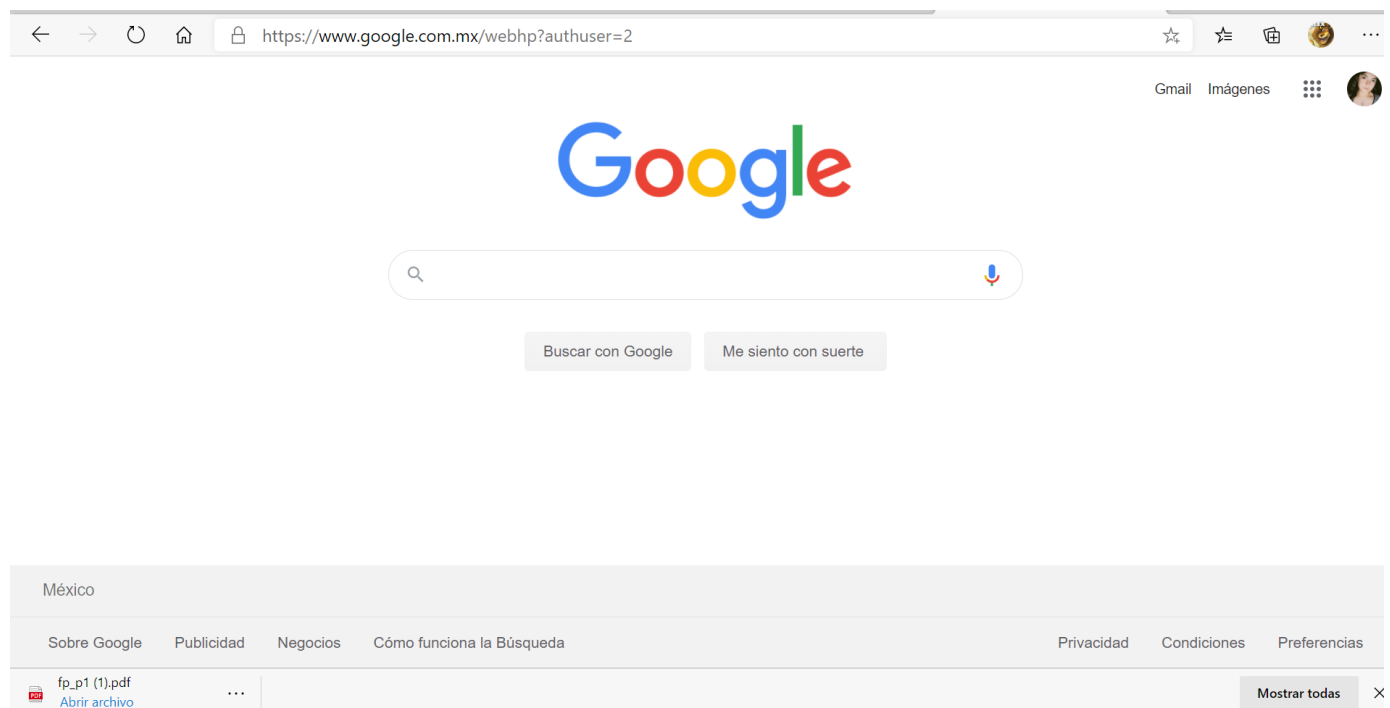 https://www.google.com.mx/webhp?authuser=2
Gmail Imágenes
Google
Buscar con Google Me siento con suerte
México
Sobre Google Publicidad Negocios Cómo funciona la Búsqueda Privacidad Condiciones Preferencias
PDF fp_p1 (1).pdf
Abrir archivo
Mostrar todas